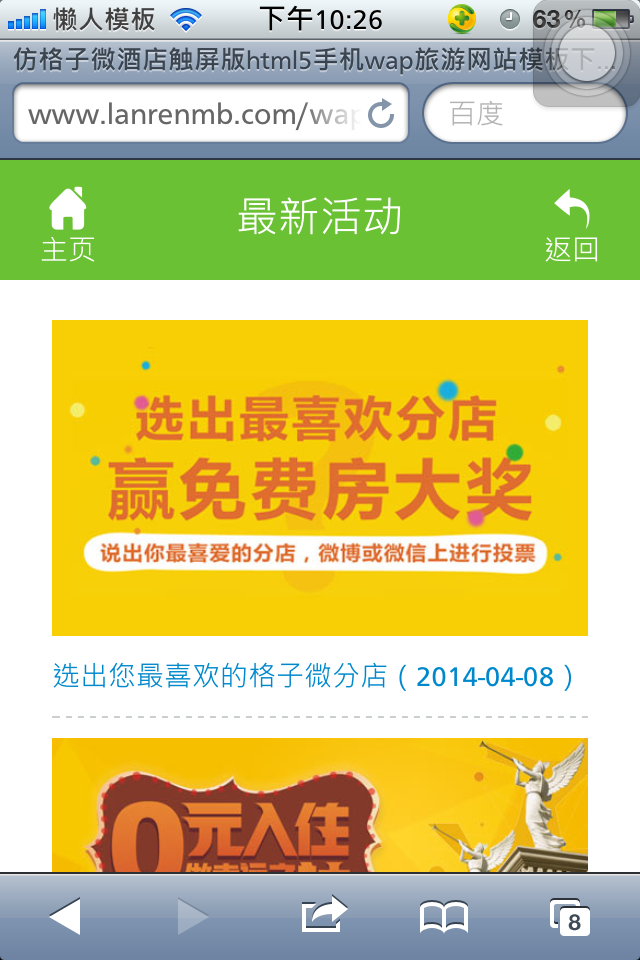 懒人模板 下午10:26 63%
仿格子微酒店触屏版html5手机wap旅游网站模板下...
www.lanrenmb.com/wap 百度
主页 最新活动 返回
选出最喜欢分店
赢免费房大奖
说出你最喜爱的分店，微博或微信上进行投票
选出您最喜欢的格子微分店（2014-04-08）
0元入住
8